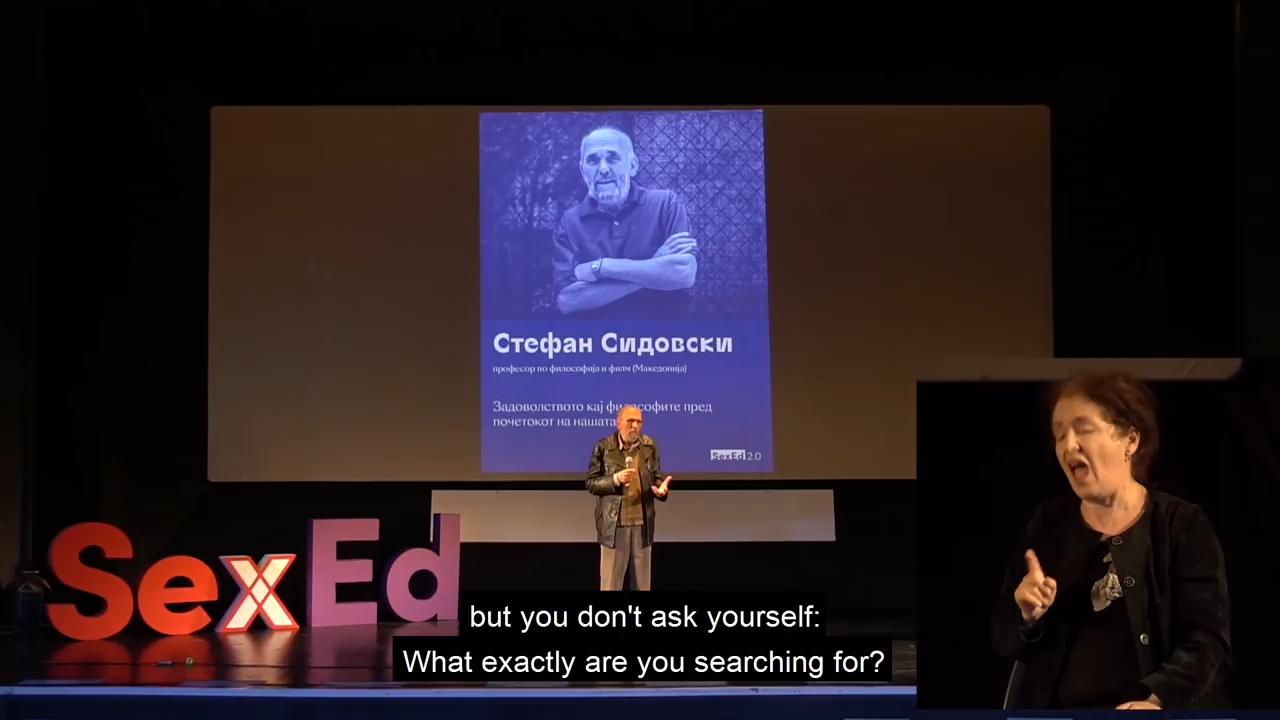 Стефан Сидовски
професор по филозофија и филм (Македонија)
Задоволството кај филозофите пред
почетокот на нашата
SexEd 2.0
SexEd
but you don't ask yourself:
What exactly are you searching for?